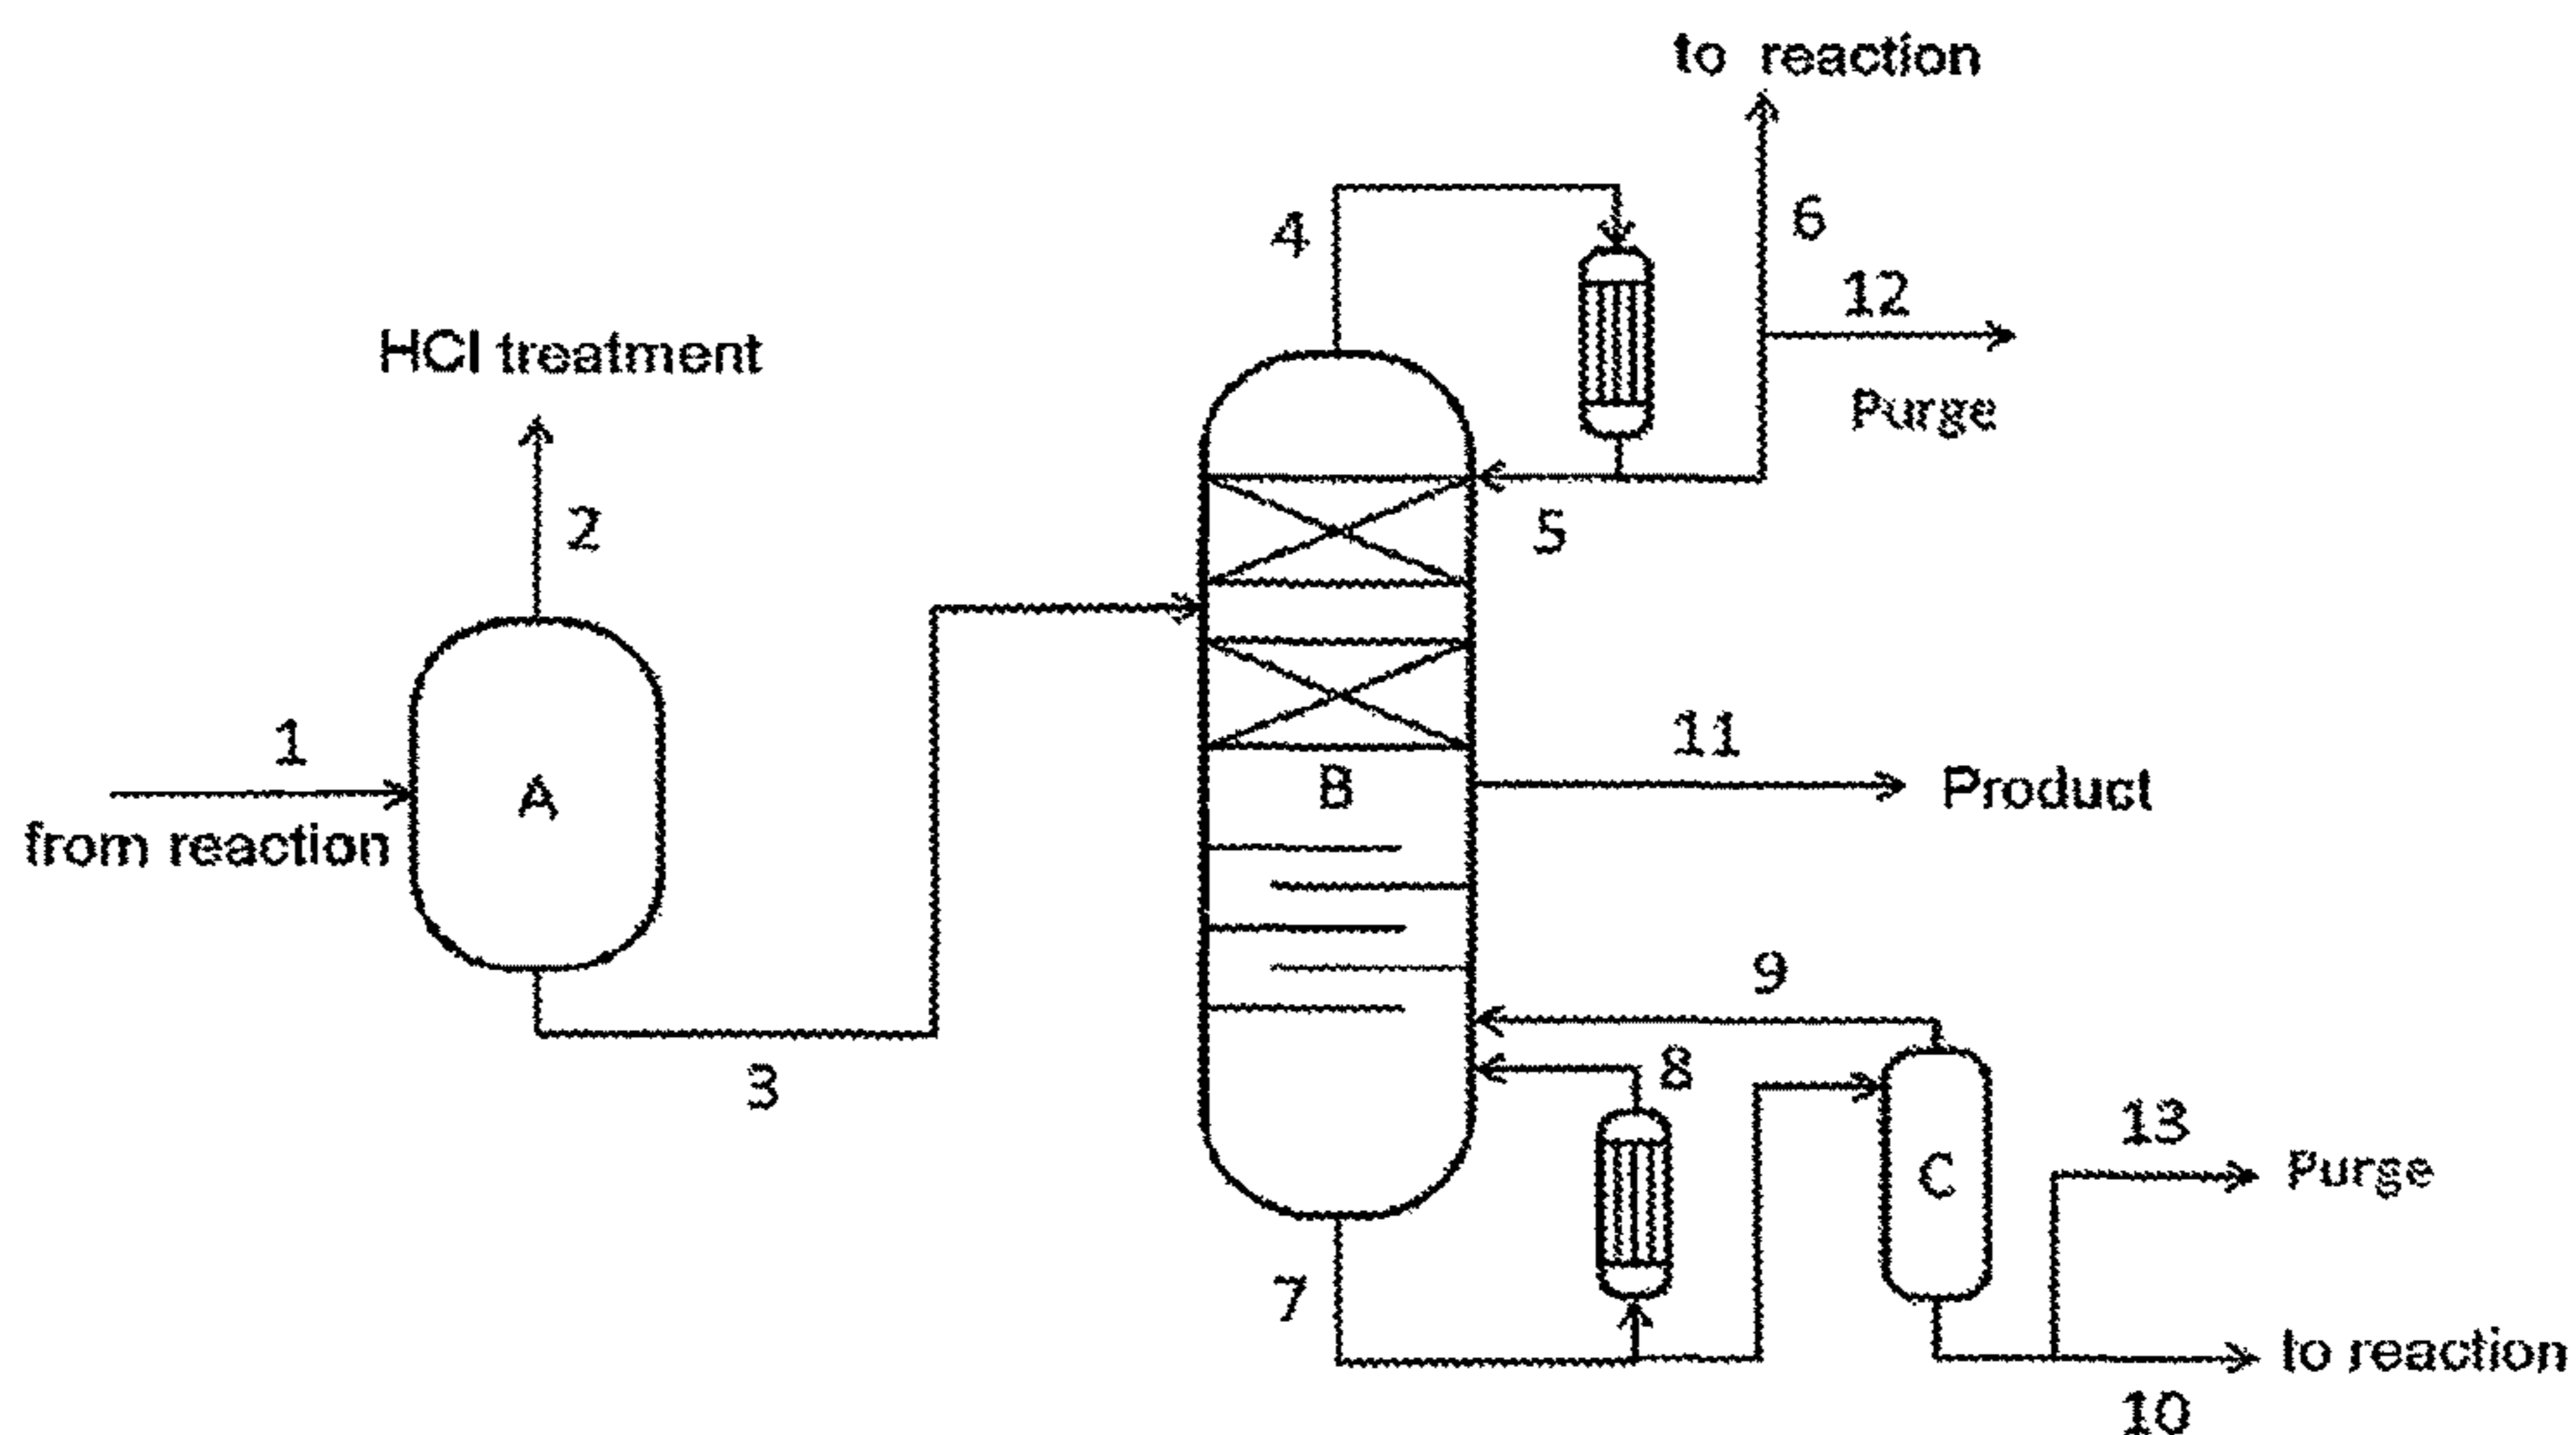 to reaction
4
6
12
HCl treatment
Purge
2
5
1
11
A
B
Product
from reaction
9
8
3
13
C
Purge
7
to reaction
10